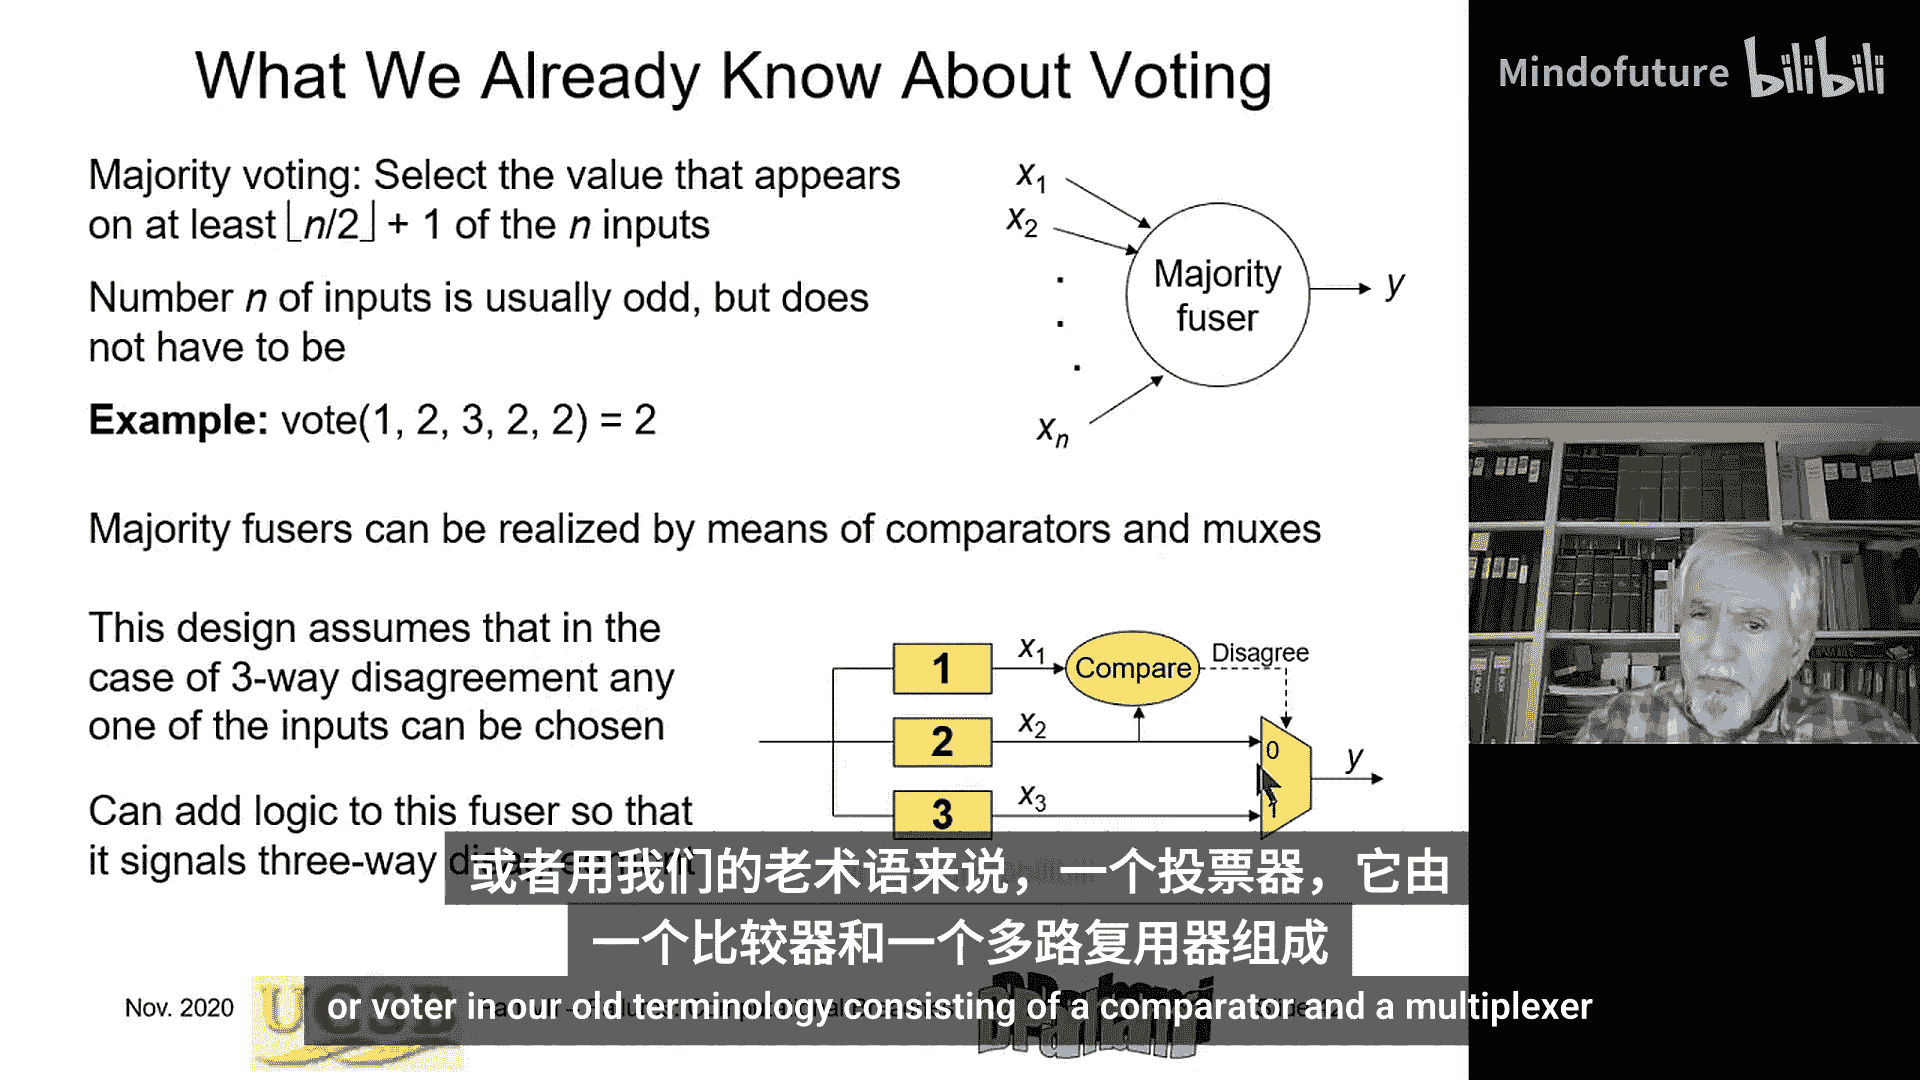 What We Already Know About Voting
Mindofuture bilibili
Majority voting: Select the value that appears
on at least ⌊n/2⌋ + 1 of the n inputs
Number n of inputs is usually odd, but does
not have to be
Example: vote(1, 2, 3, 2, 2) = 2
x1
x2
.
.
.
xn
Majority
fuser
y
Majority fusers can be realized by means of comparators and muxes
This design assumes that in the
case of 3-way disagreement any
one of the inputs can be chosen
Can add logic to this fuser so that
it signals three-way disagreement
1
x1
Compare
Disagree
2
x2
0
y
3
x3
1
或者用我们的老术语来说，一个投票器，它由
一个比较器和一个多路复用器组成
Nov. 2020
or voter in our old terminology consisting of a comparator and a multiplexer